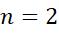 n = 2